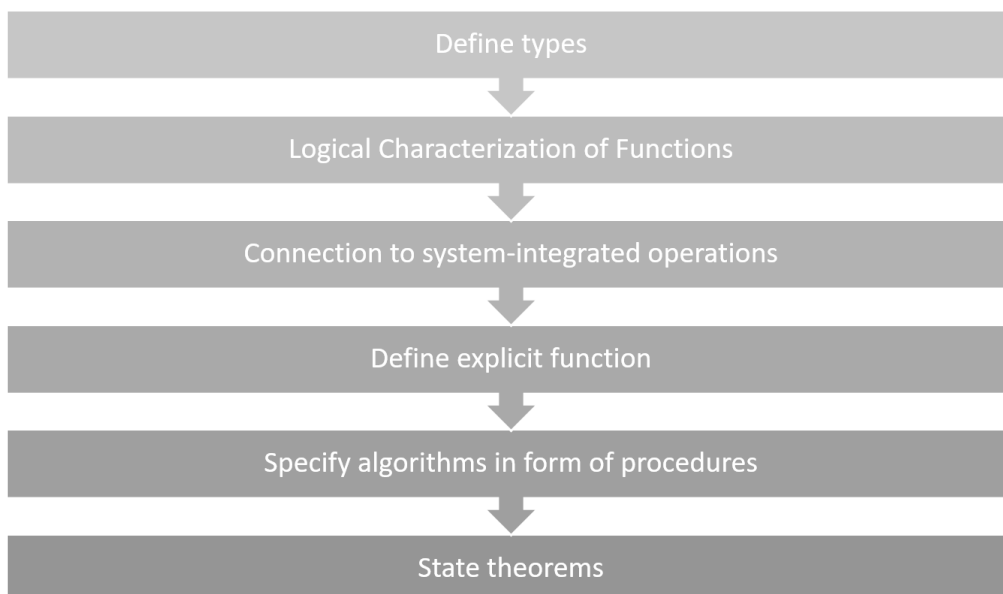 Define types
Logical Characterization of Functions
Connection to system-integrated operations
Define explicit function
Specify algorithms in form of procedures
State theorems